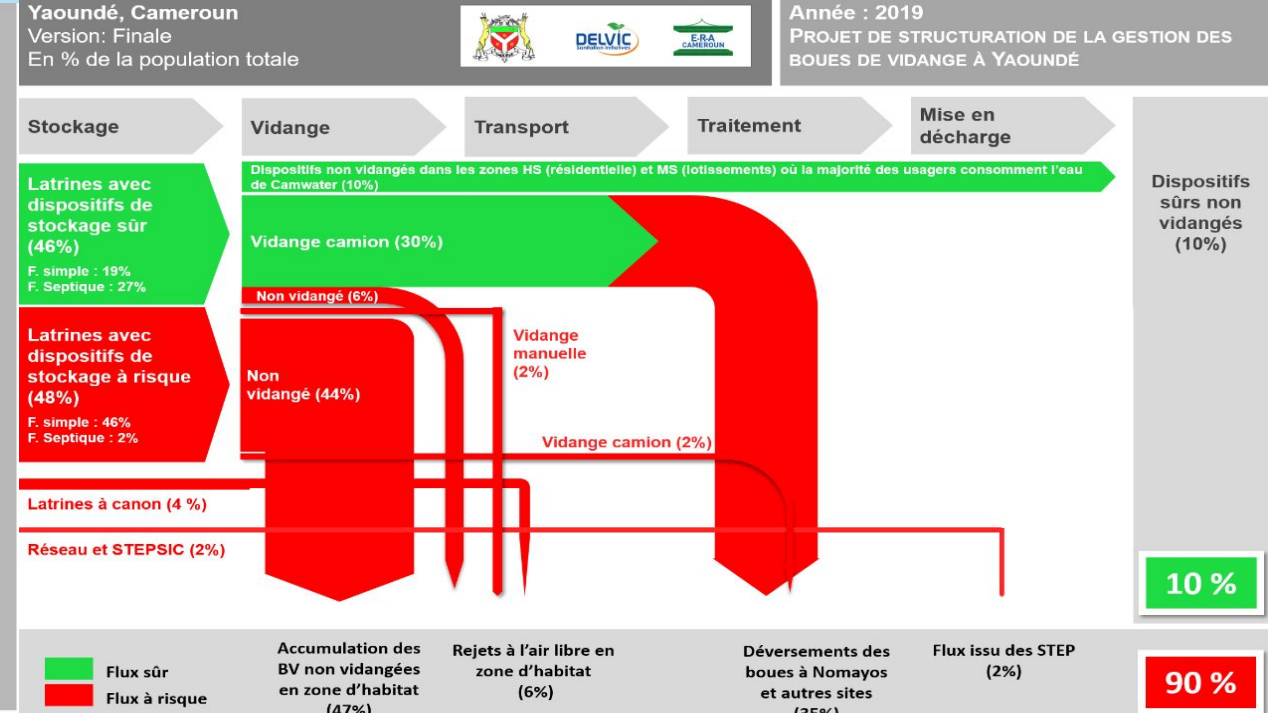 Yaoundé, Cameroun
Version: Finale
En % de la population totale
DELVIC
Sanitation Initiatives
E-R-A
CAMEROUN
Année : 2019
PROJET DE STRUCTURATION DE LA GESTION DES
BOUES DE VIDANGE À YAOUNDÉ
Stockage
Vidange
Transport
Traitement
Mise en
décharge
Latrines avec
dispositifs de
stockage sûr
(46%)
F. simple : 19%
F. Septique : 27%
Dispositifs non vidangés dans les zones HS (résidentielle) et MS (lotissements) où la majorité des usagers consomment l'eau
de Camwater (10%)
Vidange camion (30%)
Non vidangé (6%)
Dispositifs
sûrs non
vidangés
(10%)
Latrines avec
dispositifs de
stockage à risque
(48%)
F. simple : 46%
F. Septique : 2%
Non
vidangé (44%)
Vidange
manuelle
(2%)
Vidange camion (2%)
Latrines à canon (4 %)
Réseau et STEPSIC (2%)
10 %
Flux sûr
Flux à risque
Accumulation des
BV non vidangées
en zone d'habitat
(47%)
Rejets à l'air libre en
zone d'habitat
(6%)
Déversements des
boues à Nomayos
et autres sites
(35%)
Flux issu des STEP
(2%)
90 %